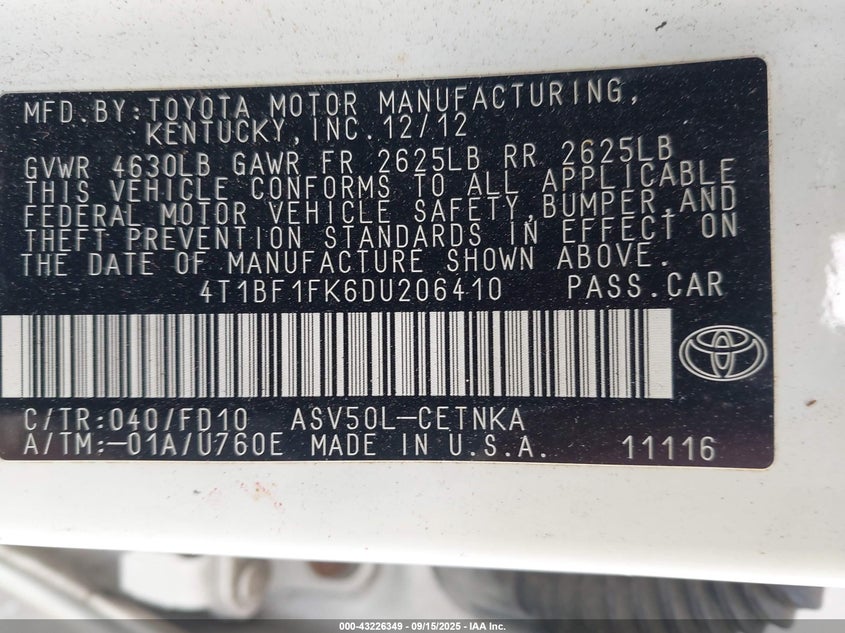 MFD.BY:TOYOTA MOTOR MANUFACTURING,
KENTUCKY,INC.12/12
GVWR 4630LB GAWR FR 2625LB RR 2625LB
THIS VEHICLE CONFORMS TO ALL APPLICABLE
FEDERAL MOTOR VEHICLE SAFETY,BUMPER,AND
THEFT PREVENTION STANDARDS IN EFFECT ON
THE DATE OF MANUFACTURE SHOWN ABOVE.
4T1BF1FK6DU206410 PASS.CAR
C/TR:040/FD10 ASV50L-CETNKA
A/TM:-01A/U760E MADE IN U.S.A. 11116
000-43226349 - 09/15/2025 - IAA Inc.